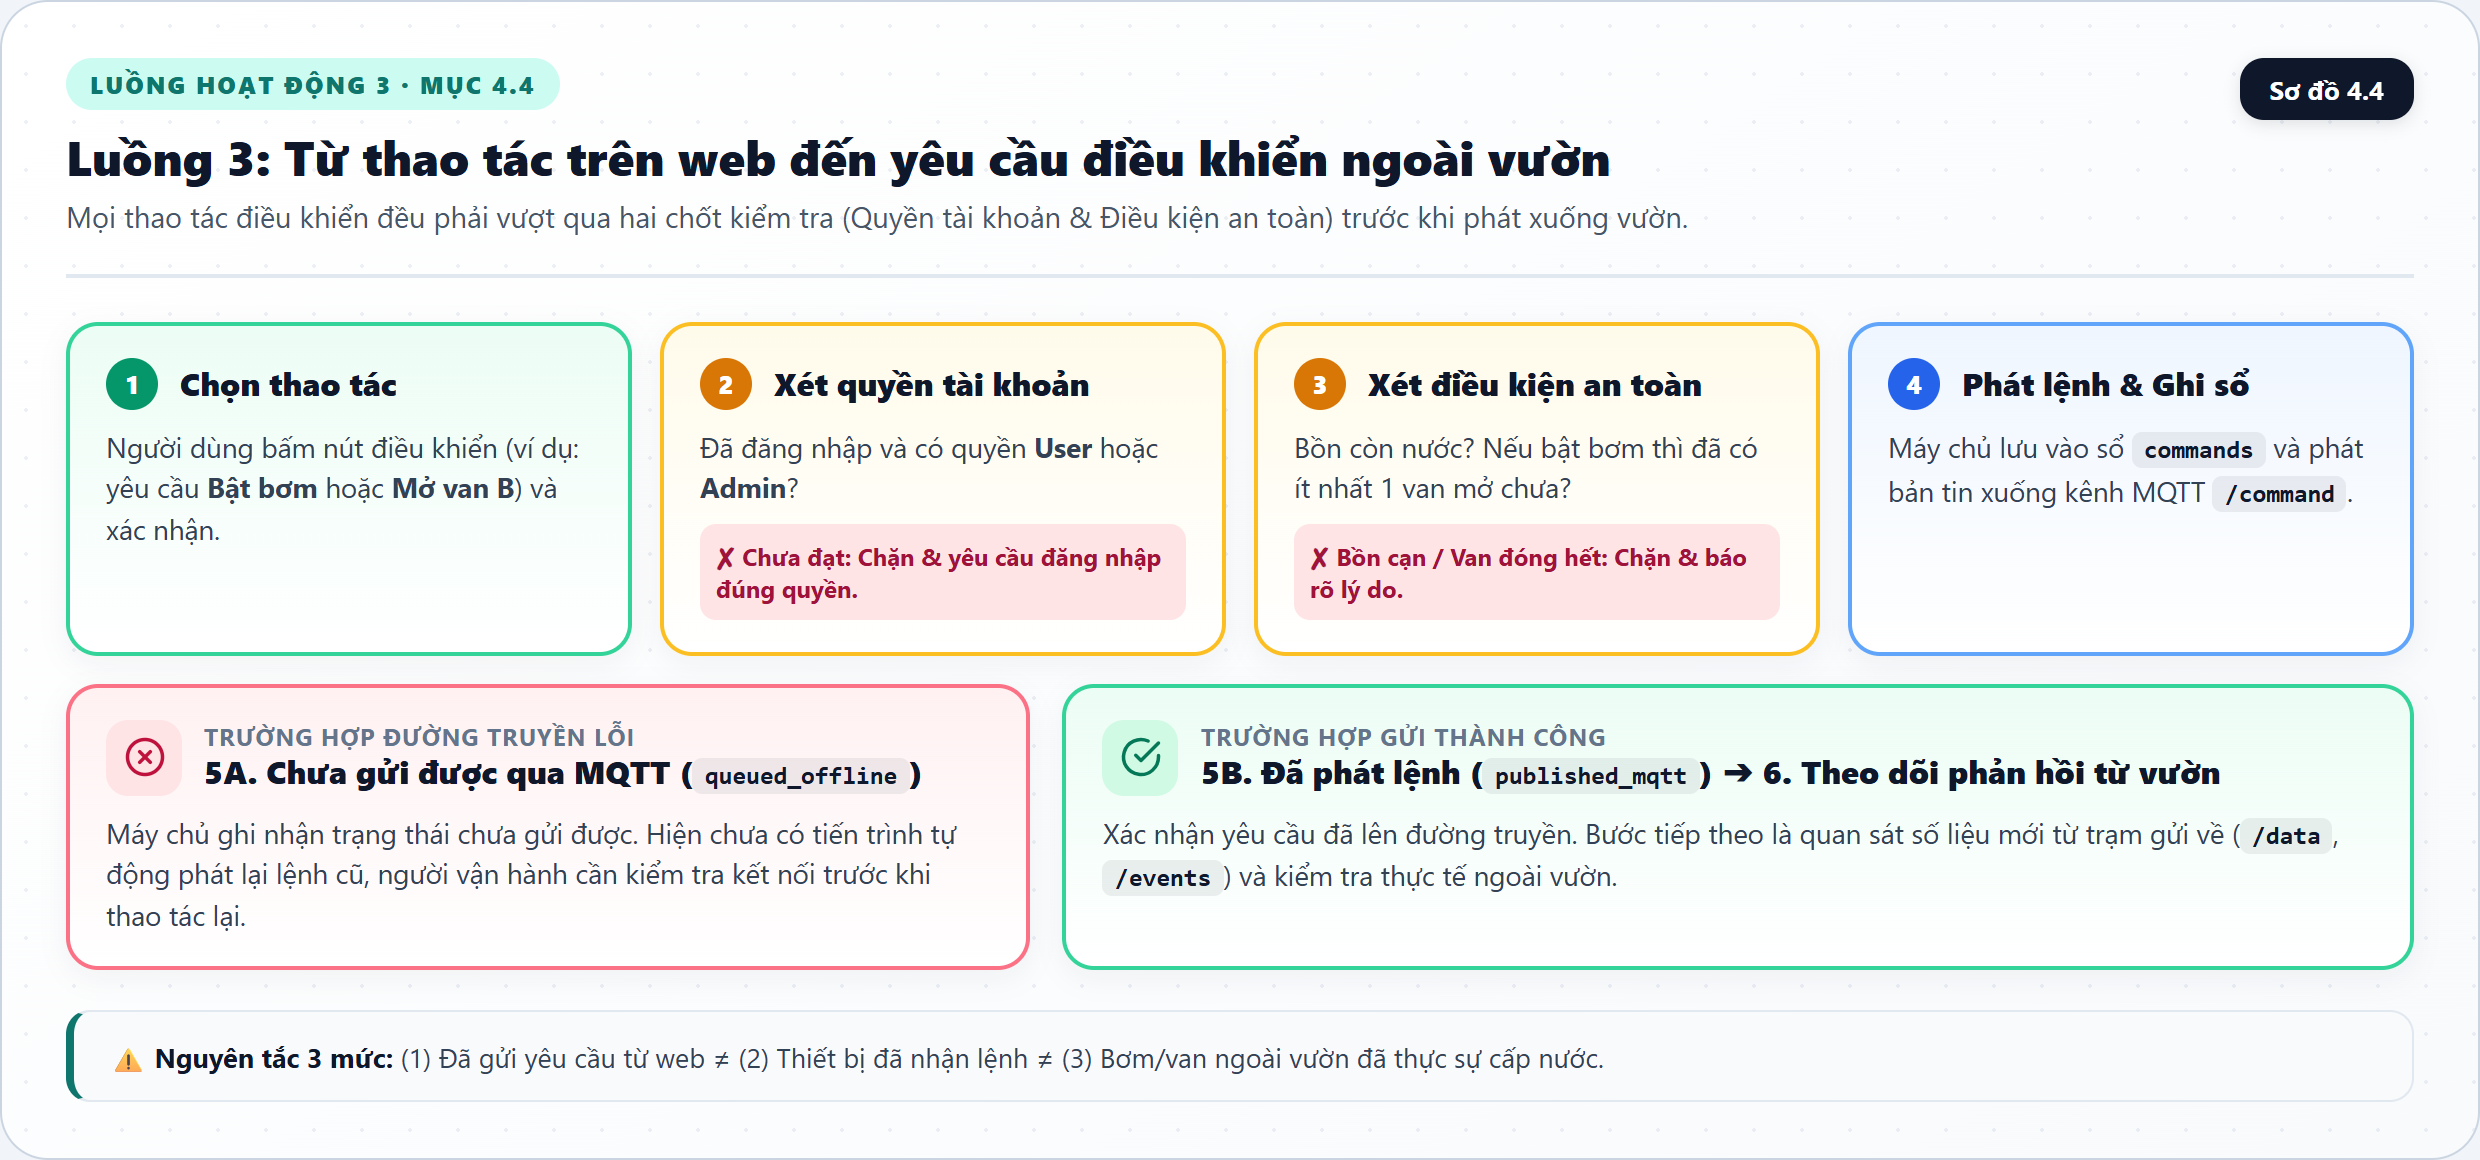 LUỒNG HOẠT ĐỘNG 3 · MỤC 4.4
Sơ đồ 4.4
Luồng 3: Từ thao tác trên web đến yêu cầu điều khiển ngoài vườn
Mọi thao tác điều khiển đều phải vượt qua hai chốt kiểm tra (Quyền tài khoản & Điều kiện an toàn) trước khi phát xuống vườn.
1 Chọn thao tác
Người dùng bấm nút điều khiển (ví dụ:
yêu cầu Bật bơm hoặc Mở van B) và
xác nhận.
2 Xét quyền tài khoản
Đã đăng nhập và có quyền User hoặc
Admin?
✗ Chưa đạt: Chặn & yêu cầu đăng nhập
đúng quyền.
3 Xét điều kiện an toàn
Bồn còn nước? Nếu bật bơm thì đã có
ít nhất 1 van mở chưa?
✗ Bồn cạn / Van đóng hết: Chặn & báo
rõ lý do.
4 Phát lệnh & Ghi sổ
Máy chủ lưu vào sổ commands và phát
bản tin xuống kênh MQTT /command.
TRƯỜNG HỢP ĐƯỜNG TRUYỀN LỖI
5A. Chưa gửi được qua MQTT (queued_offline)
Máy chủ ghi nhận trạng thái chưa gửi được. Hiện chưa có tiến trình tự
động phát lại lệnh cũ, người vận hành cần kiểm tra kết nối trước khi
thao tác lại.
TRƯỜNG HỢP GỬI THÀNH CÔNG
5B. Đã phát lệnh (published_mqtt) ➔ 6. Theo dõi phản hồi từ vườn
Xác nhận yêu cầu đã lên đường truyền. Bước tiếp theo là quan sát số liệu mới từ trạm gửi về (/data,
/events) và kiểm tra thực tế ngoài vườn.
⚠️ Nguyên tắc 3 mức: (1) Đã gửi yêu cầu từ web ≠ (2) Thiết bị đã nhận lệnh ≠ (3) Bơm/van ngoài vườn đã thực sự cấp nước.